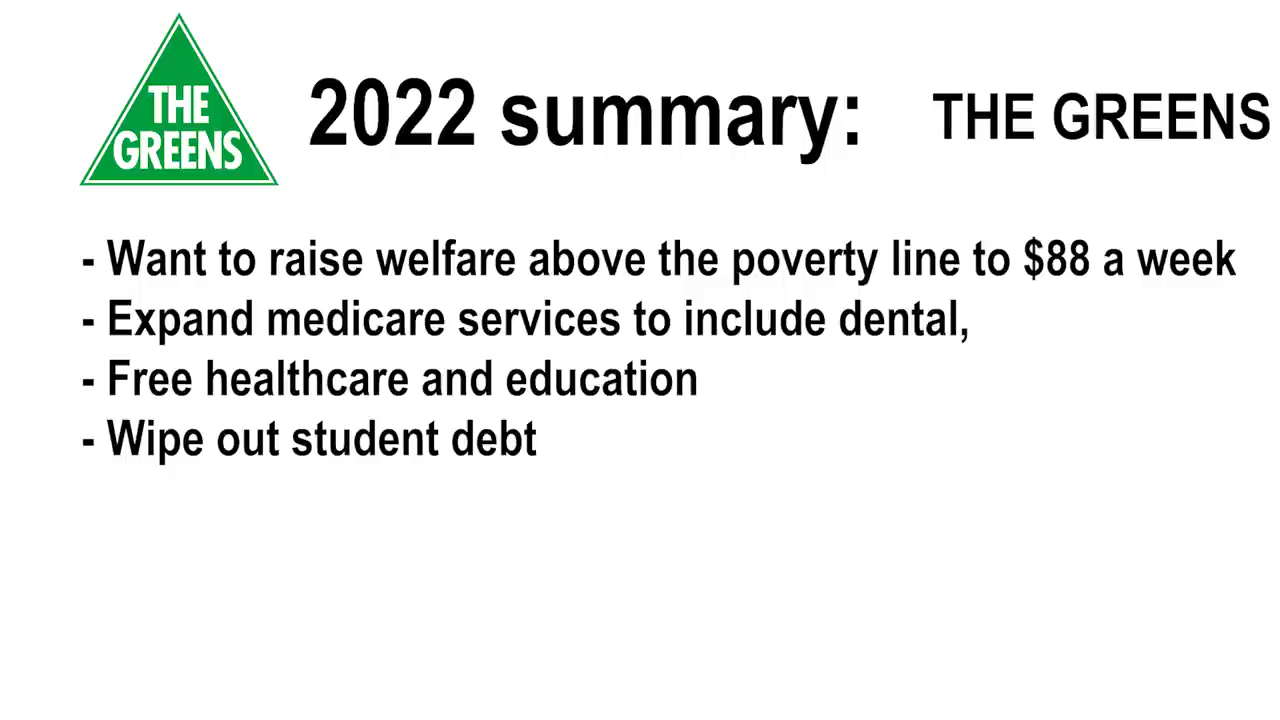 THE
GREENS
2022 summary: THE GREENS
- Want to raise welfare above the poverty line to $88 a week
- Expand medicare services to include dental,
- Free healthcare and education
- Wipe out student debt